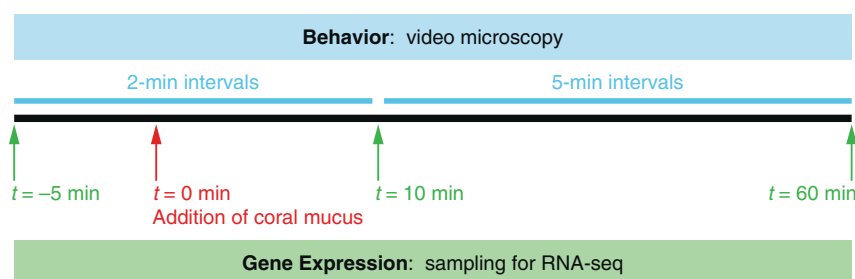 Behavior: video microscopy
2-min intervals 5-min intervals
t = –5 min t = 0 min t = 10 min t = 60 min
Addition of coral mucus
Gene Expression: sampling for RNA-seq